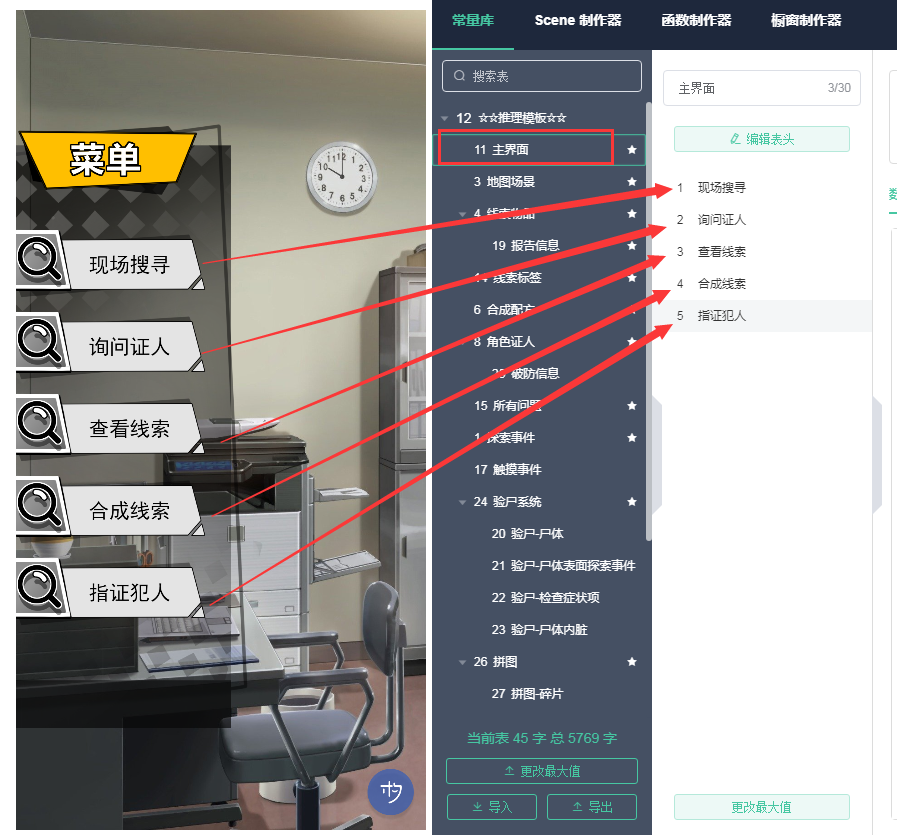 菜单
现场搜寻
询问证人
查看线索
合成线索
指证犯人
常量库 Scene 制作器 函数制作器 橱窗制作器
搜索表
12 ☆☆推理模板☆☆
11 主界面
3 地图场景
4 线索物品
19 报告信息
14 线索标签
6 合成配方
8 角色证人
破防信息
15 所有问题
1 探索事件
17 触摸事件
24 验尸系统
20 验尸-尸体
21 验尸-尸体表面探索事件
22 验尸-检查症状项
23 验尸-尸体内脏
26 拼图
27 拼图-碎片
当前表 45 字 总 5769 字
更改最大值
导入 导出
主界面 3/30
编辑表头
1 现场搜寻
2 询问证人
3 查看线索
4 合成线索
5 指证犯人
更改最大值